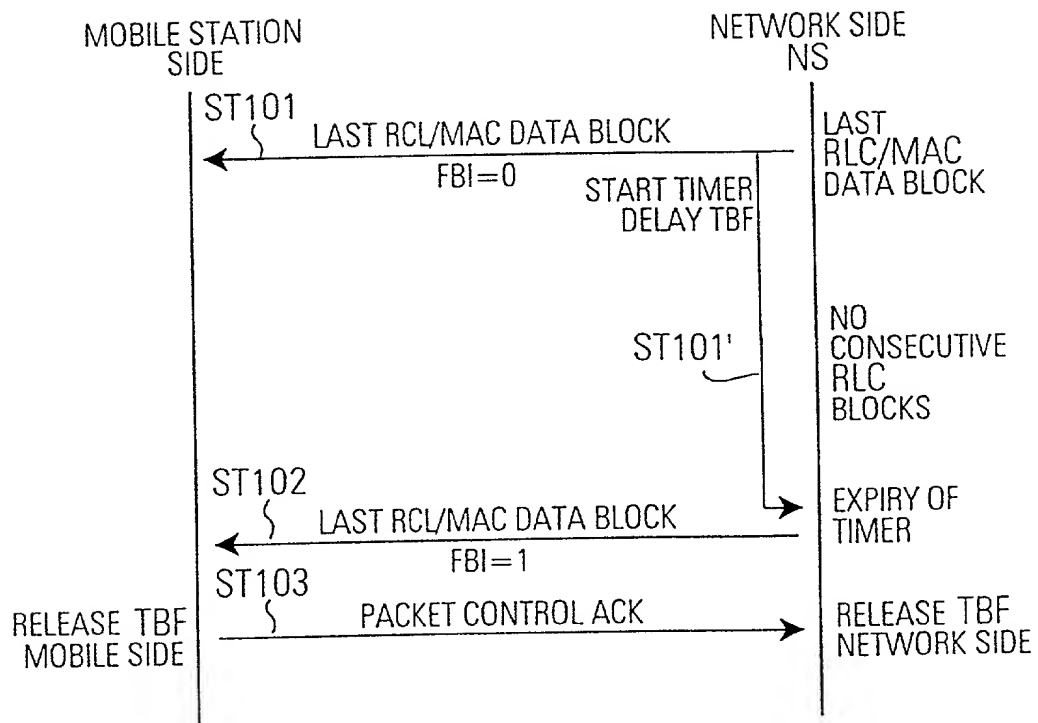 MOBILE STATION
SIDE
NETWORK SIDE
NS
ST101
LAST RCL/MAC DATA BLOCK
FBI=0
LAST
RLC/MAC
DATA BLOCK
START TIMER
DELAY TBF
ST101'
NO
CONSECUTIVE
RLC
BLOCKS
ST102
LAST RCL/MAC DATA BLOCK
FBI=1
EXPIRY OF
TIMER
ST103
PACKET CONTROL ACK
RELEASE TBF
MOBILE SIDE
RELEASE TBF
NETWORK SIDE